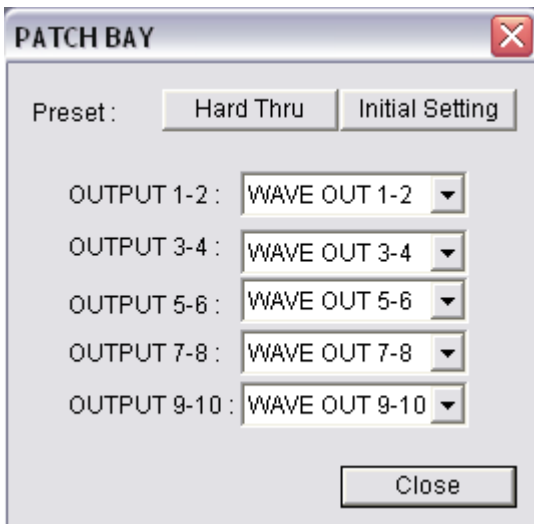 PATCH BAY
Preset : Hard Thru Initial Setting
OUTPUT 1-2 : WAVE OUT 1-2
OUTPUT 3-4 : WAVE OUT 3-4
OUTPUT 5-6 : WAVE OUT 5-6
OUTPUT 7-8 : WAVE OUT 7-8
OUTPUT 9-10 : WAVE OUT 9-10
Close